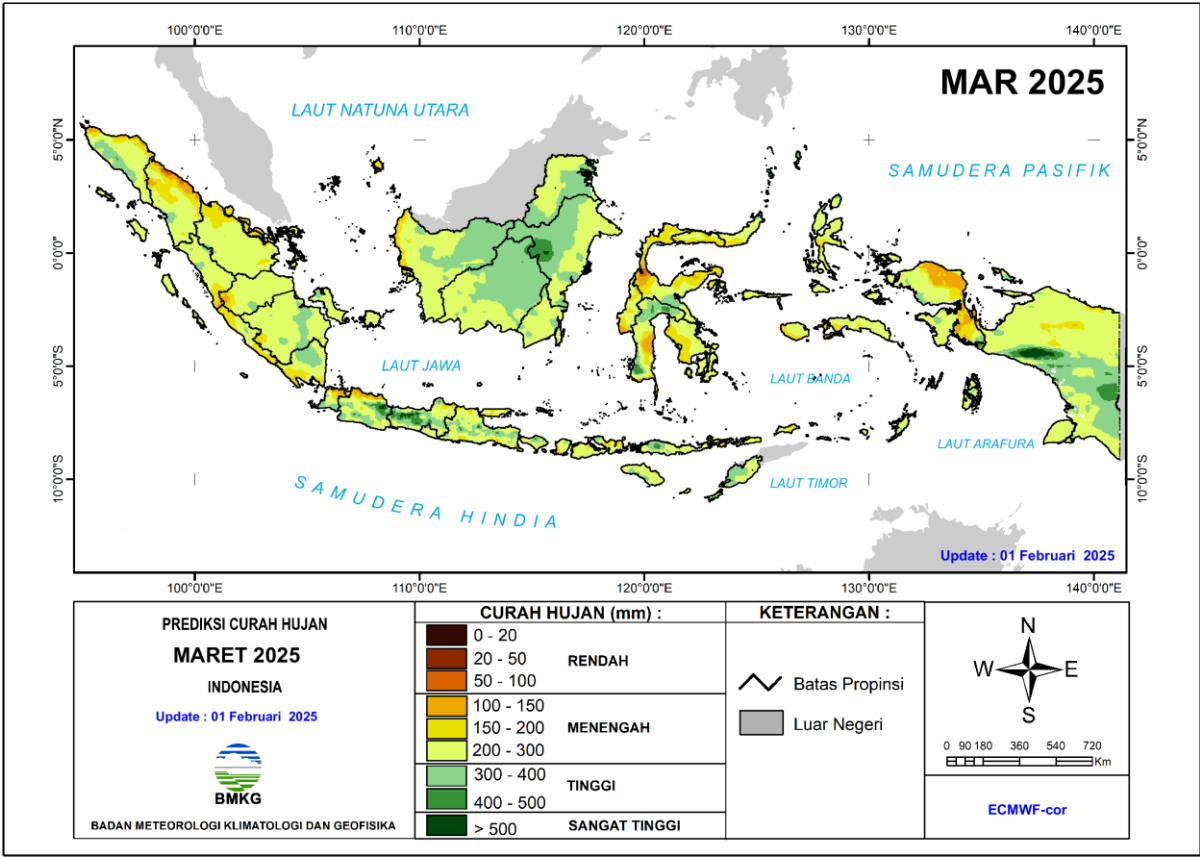 100°0'0"E 110°0'0"E 120°0'0"E 130°0'0"E 140°0'0"E
MAR 2025
LAUT NATUNA UTARA
5°0'0"N 5°0'0"N
SAMUDERA PASIFIK
0°0'0" 0°0'0"
5°0'0"S 5°0'0"S
LAUT JAWA
LAUT BANDA
LAUT ARAFURA
10°0'0"S 10°0'0"S
LAUT TIMOR
SAMUDERA HINDIA
Update : 01 Februari 2025
100°0'0"E 110°0'0"E 120°0'0"E 130°0'0"E 140°0'0"E
PREDIKSI CURAH HUJAN
MARET 2025
INDONESIA
Update : 01 Februari 2025
BMKG
BADAN METEOROLOGI KLIMATOLOGI DAN GEOFISIKA
CURAH HUJAN (mm) :
0 - 20
20 - 50
RENDAH
50 - 100
100 - 150
150 - 200
MENENGAH
200 - 300
300 - 400
TINGGI
400 - 500
> 500
SANGAT TINGGI
KETERANGAN :
Batas Propinsi
Luar Negeri
N
W E
S
0 90 180 360 540 720
Km
ECMWF-cor